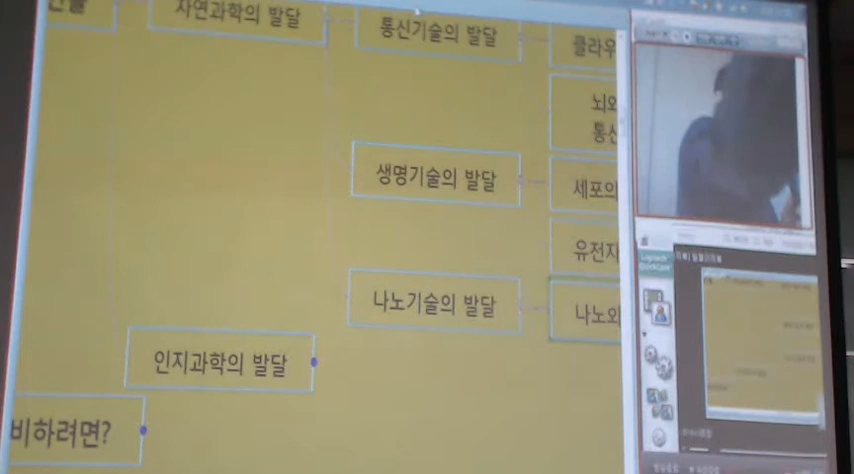 자연과학의 발달
통신기술의 발달
클라우
뇌와
통신
생명기술의 발달
세포의
유전자
나노기술의 발달
나노와
인지과학의 발달
비하려면?
Logitech
QuickCam